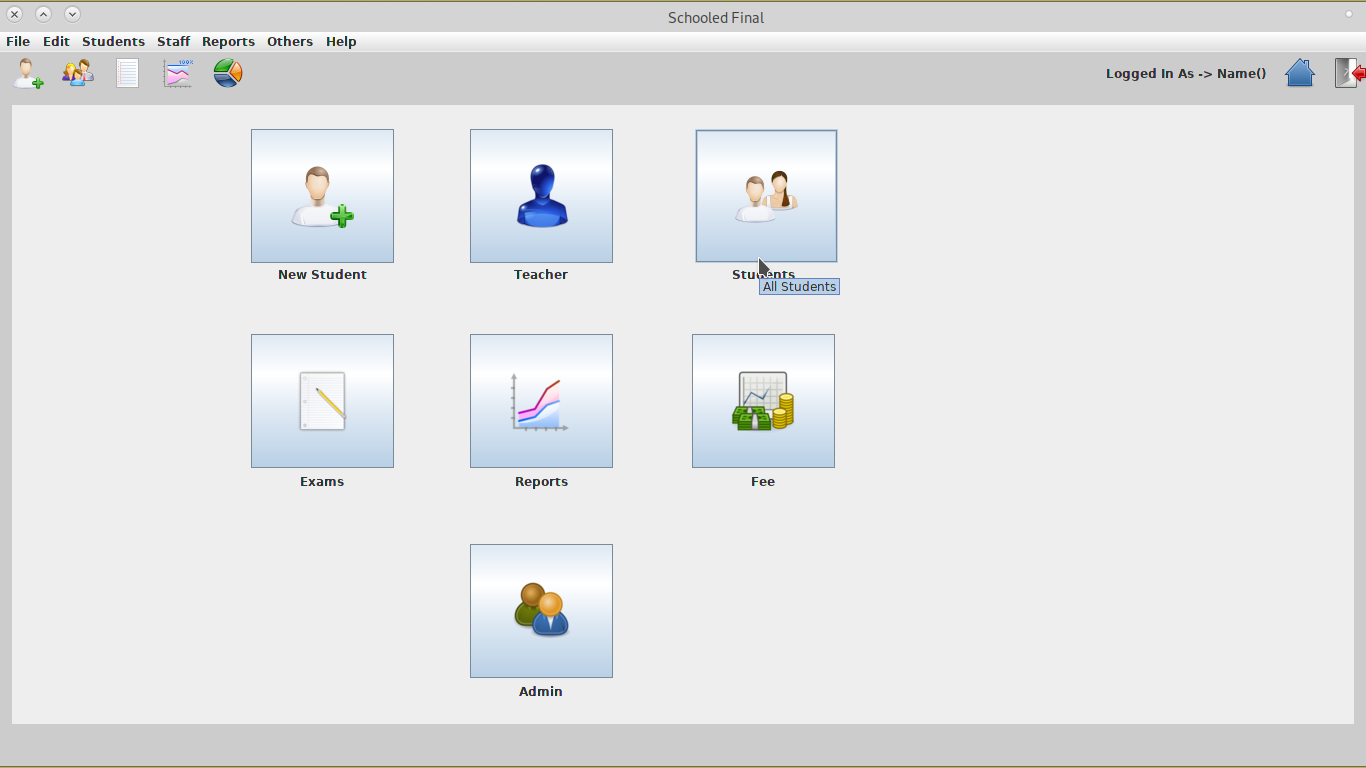 Schooled Final
File Edit Students Staff Reports Others Help
100%
Logged In As -> Name()
New Student Teacher Students
All Students
Exams Reports Fee
Admin